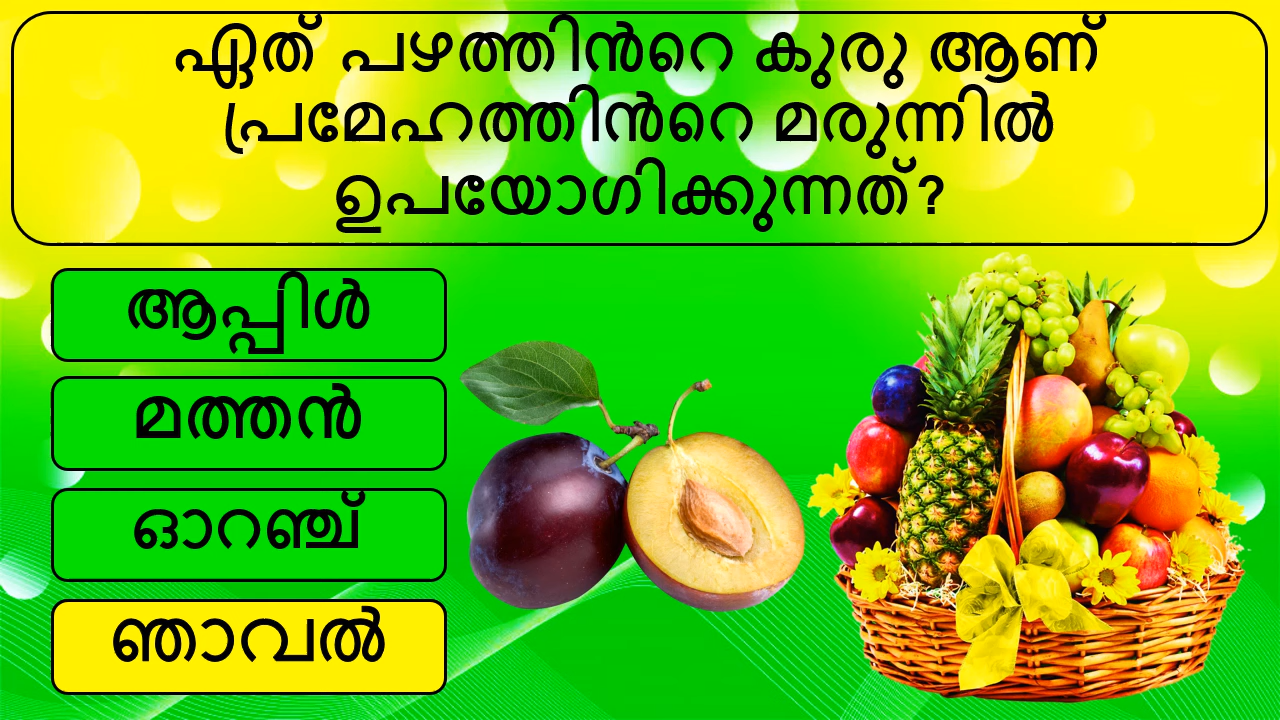 ഏത് പഴത്തിൻറെ കുരു ആണ്
പ്രമേഹത്തിൻറെ മരുന്നിൽ
ഉപയോഗിക്കുന്നത്?
ആപ്പിൾ
മത്തൻ
ഓറഞ്ച്
ഞാവൽ